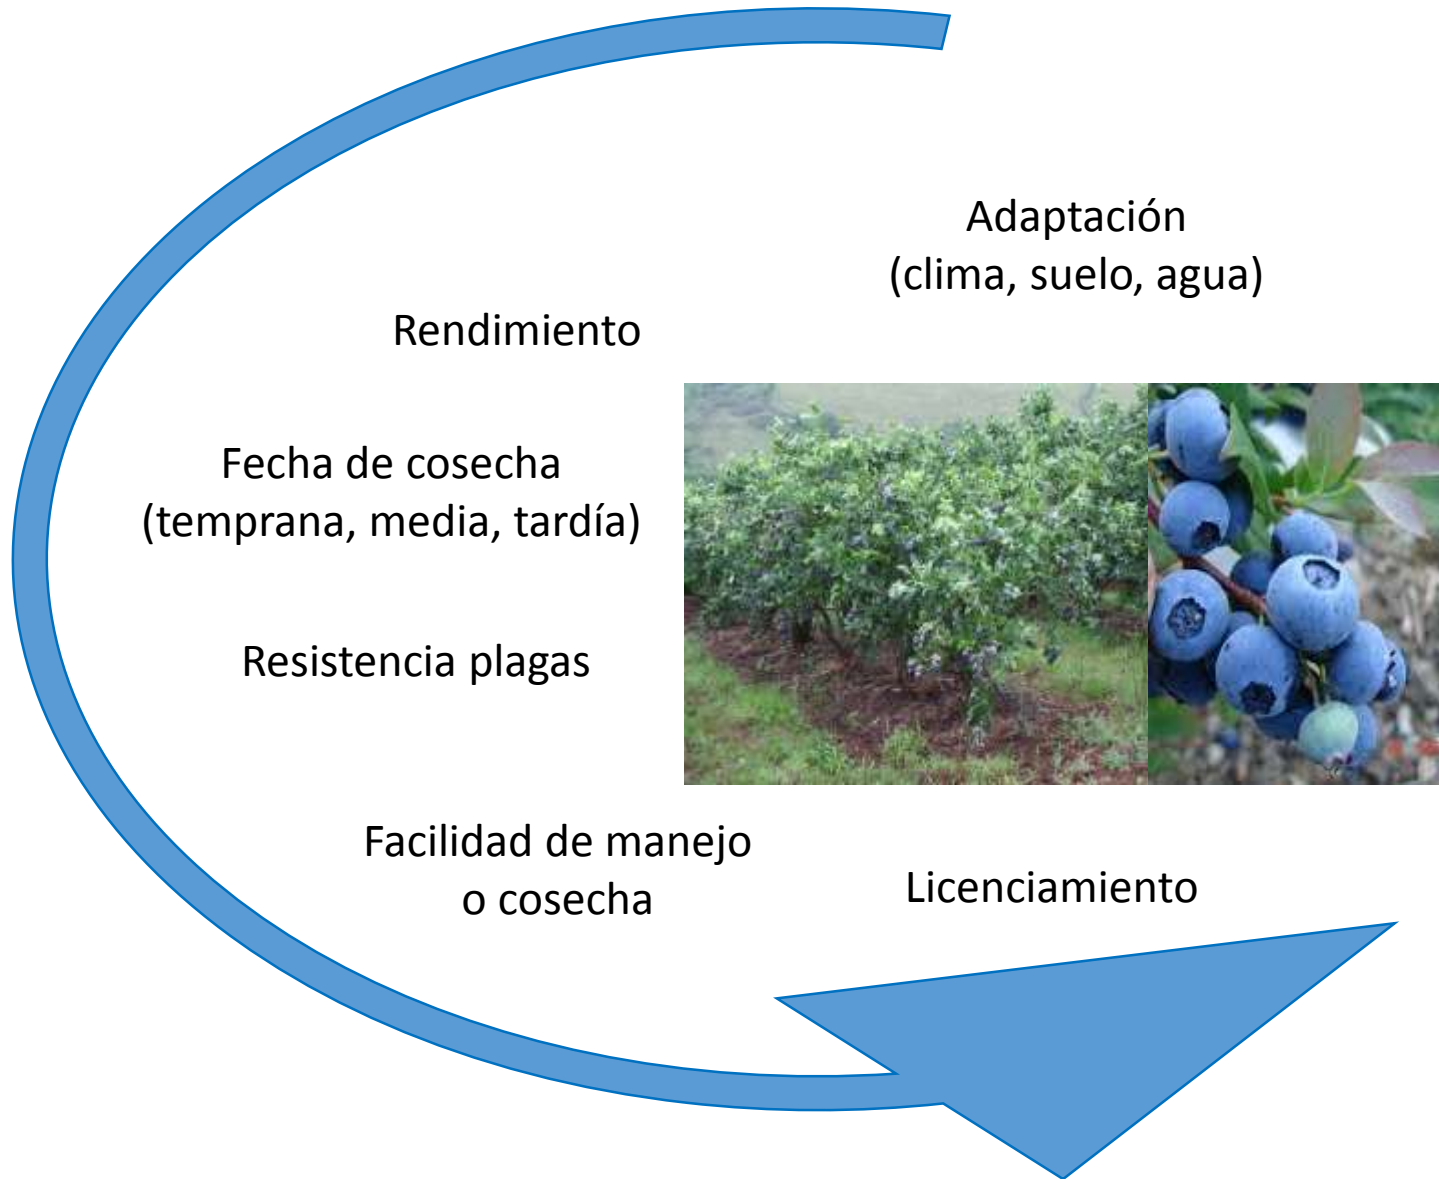 Adaptación
(clima, suelo, agua)
Rendimiento
Fecha de cosecha
(temprana, media, tardía)
Resistencia plagas
Facilidad de manejo
o cosecha
Licenciamiento